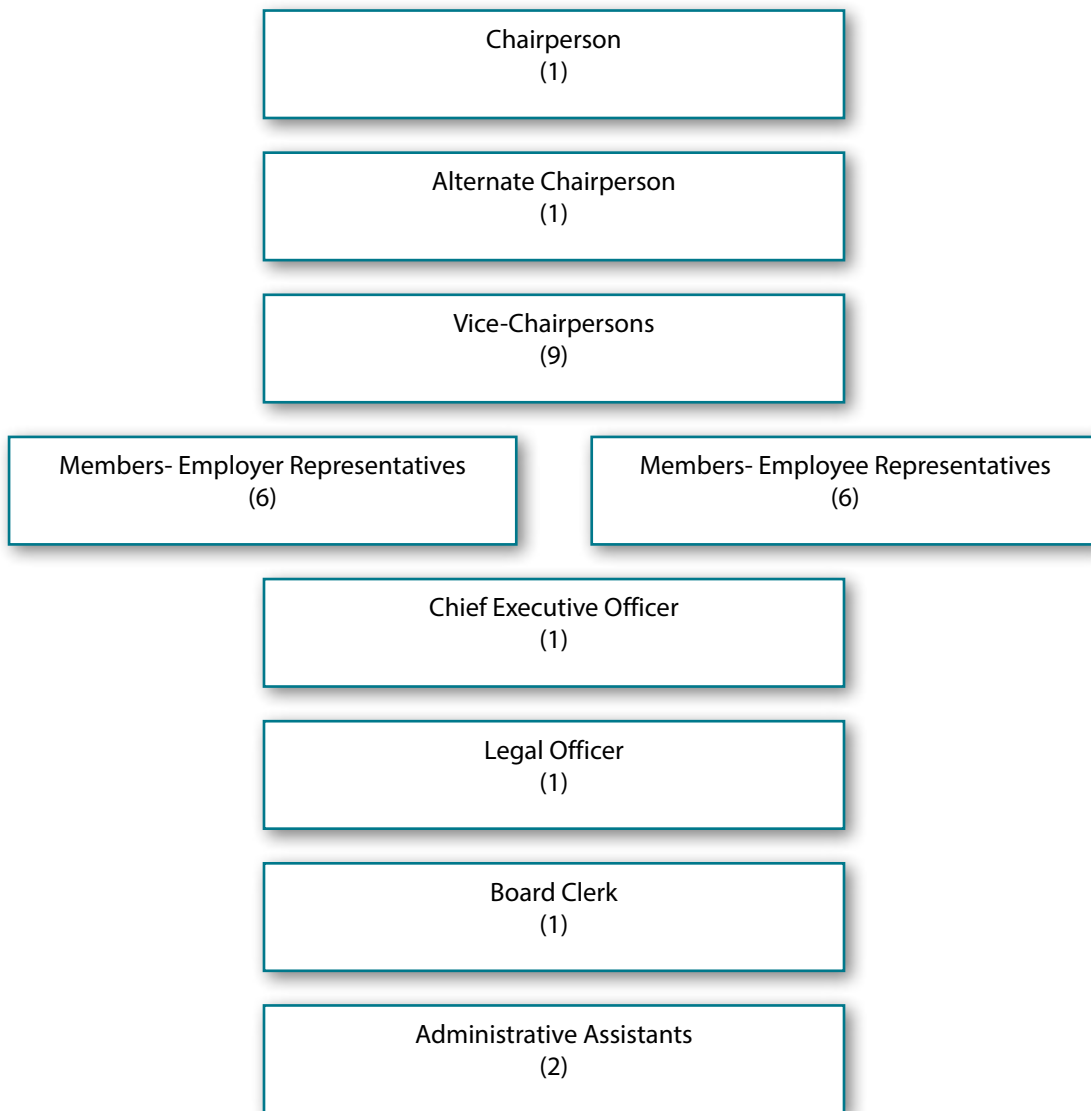 Chairperson
(1)
Alternate Chairperson
(1)
Vice-Chairpersons
(9)
Members- Employer Representatives
(6)
Members- Employee Representatives
(6)
Chief Executive Officer
(1)
Legal Officer
(1)
Board Clerk
(1)
Administrative Assistants
(2)